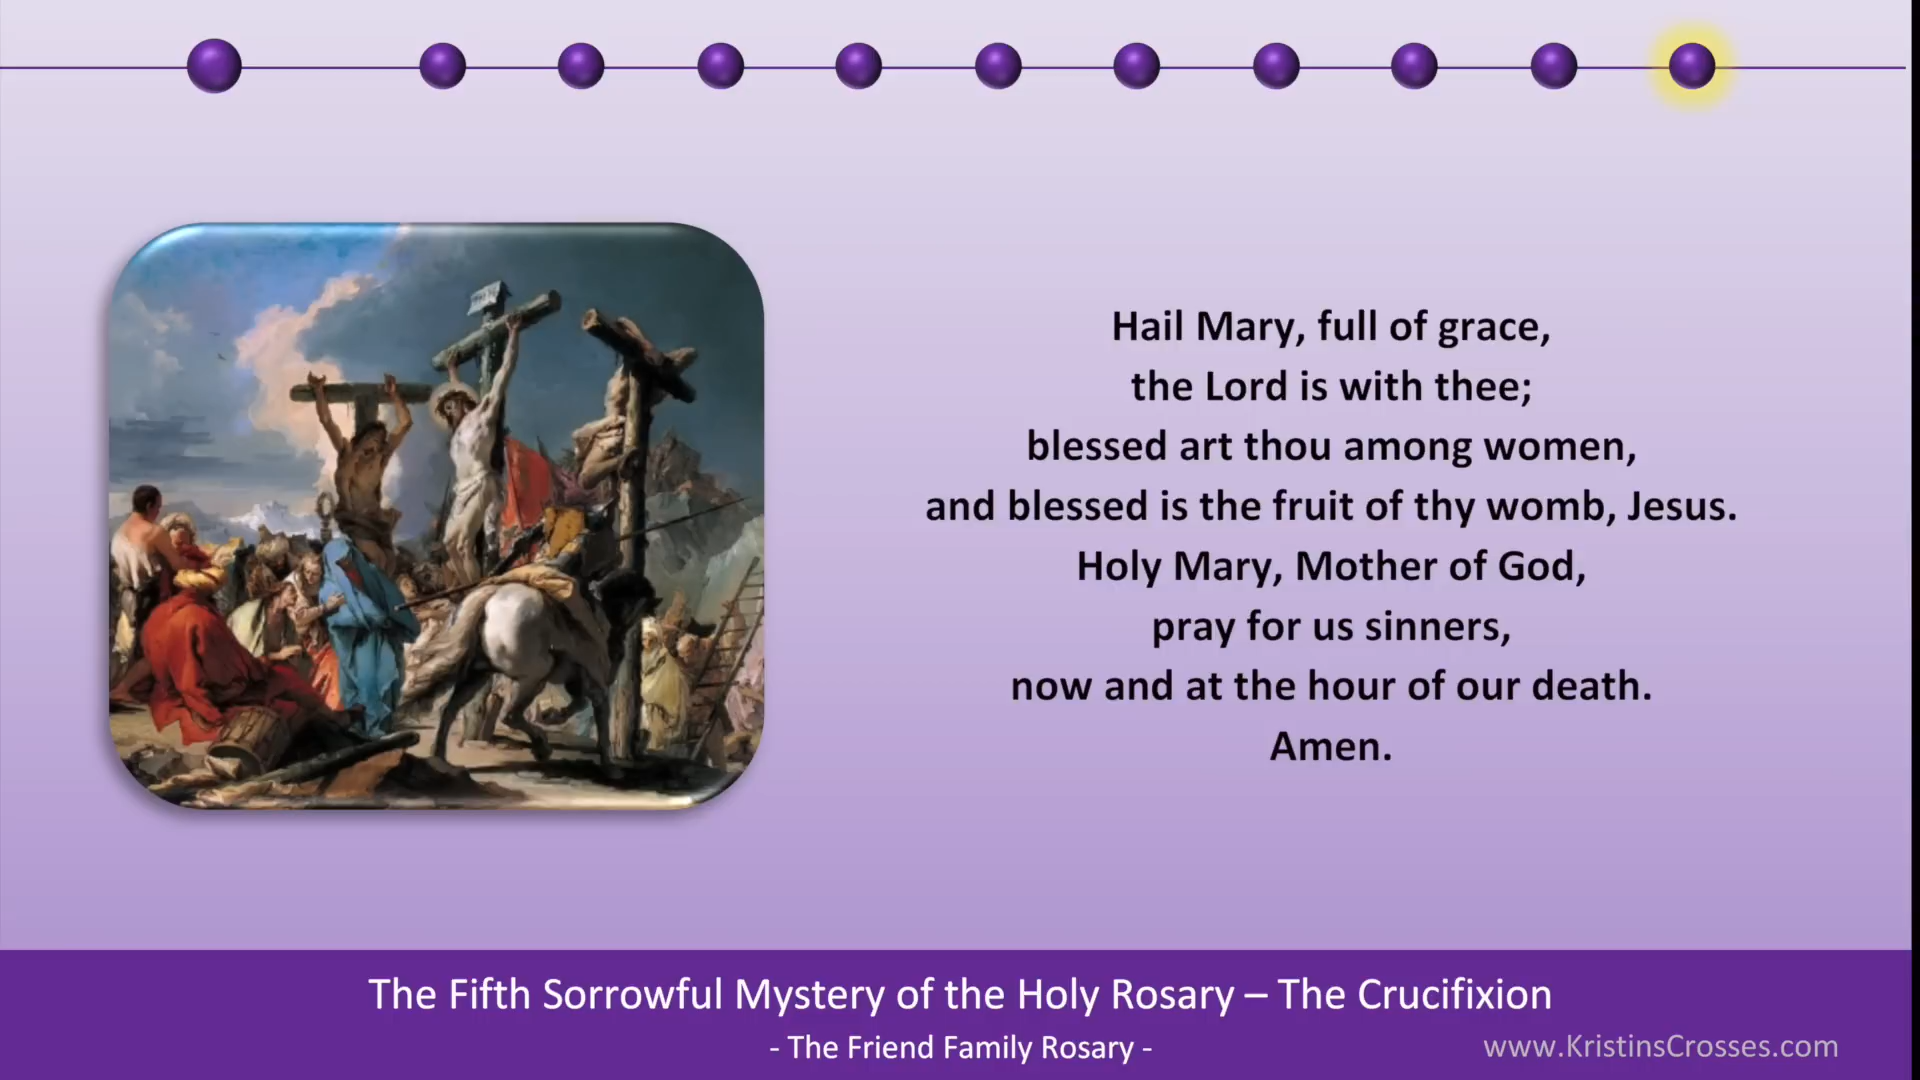 Hail Mary, full of grace,
the Lord is with thee;
blessed art thou among women,
and blessed is the fruit of thy womb, Jesus.
Holy Mary, Mother of God,
pray for us sinners,
now and at the hour of our death.
Amen.
The Fifth Sorrowful Mystery of the Holy Rosary – The Crucifixion
- The Friend Family Rosary -
www.KristinsCrosses.com